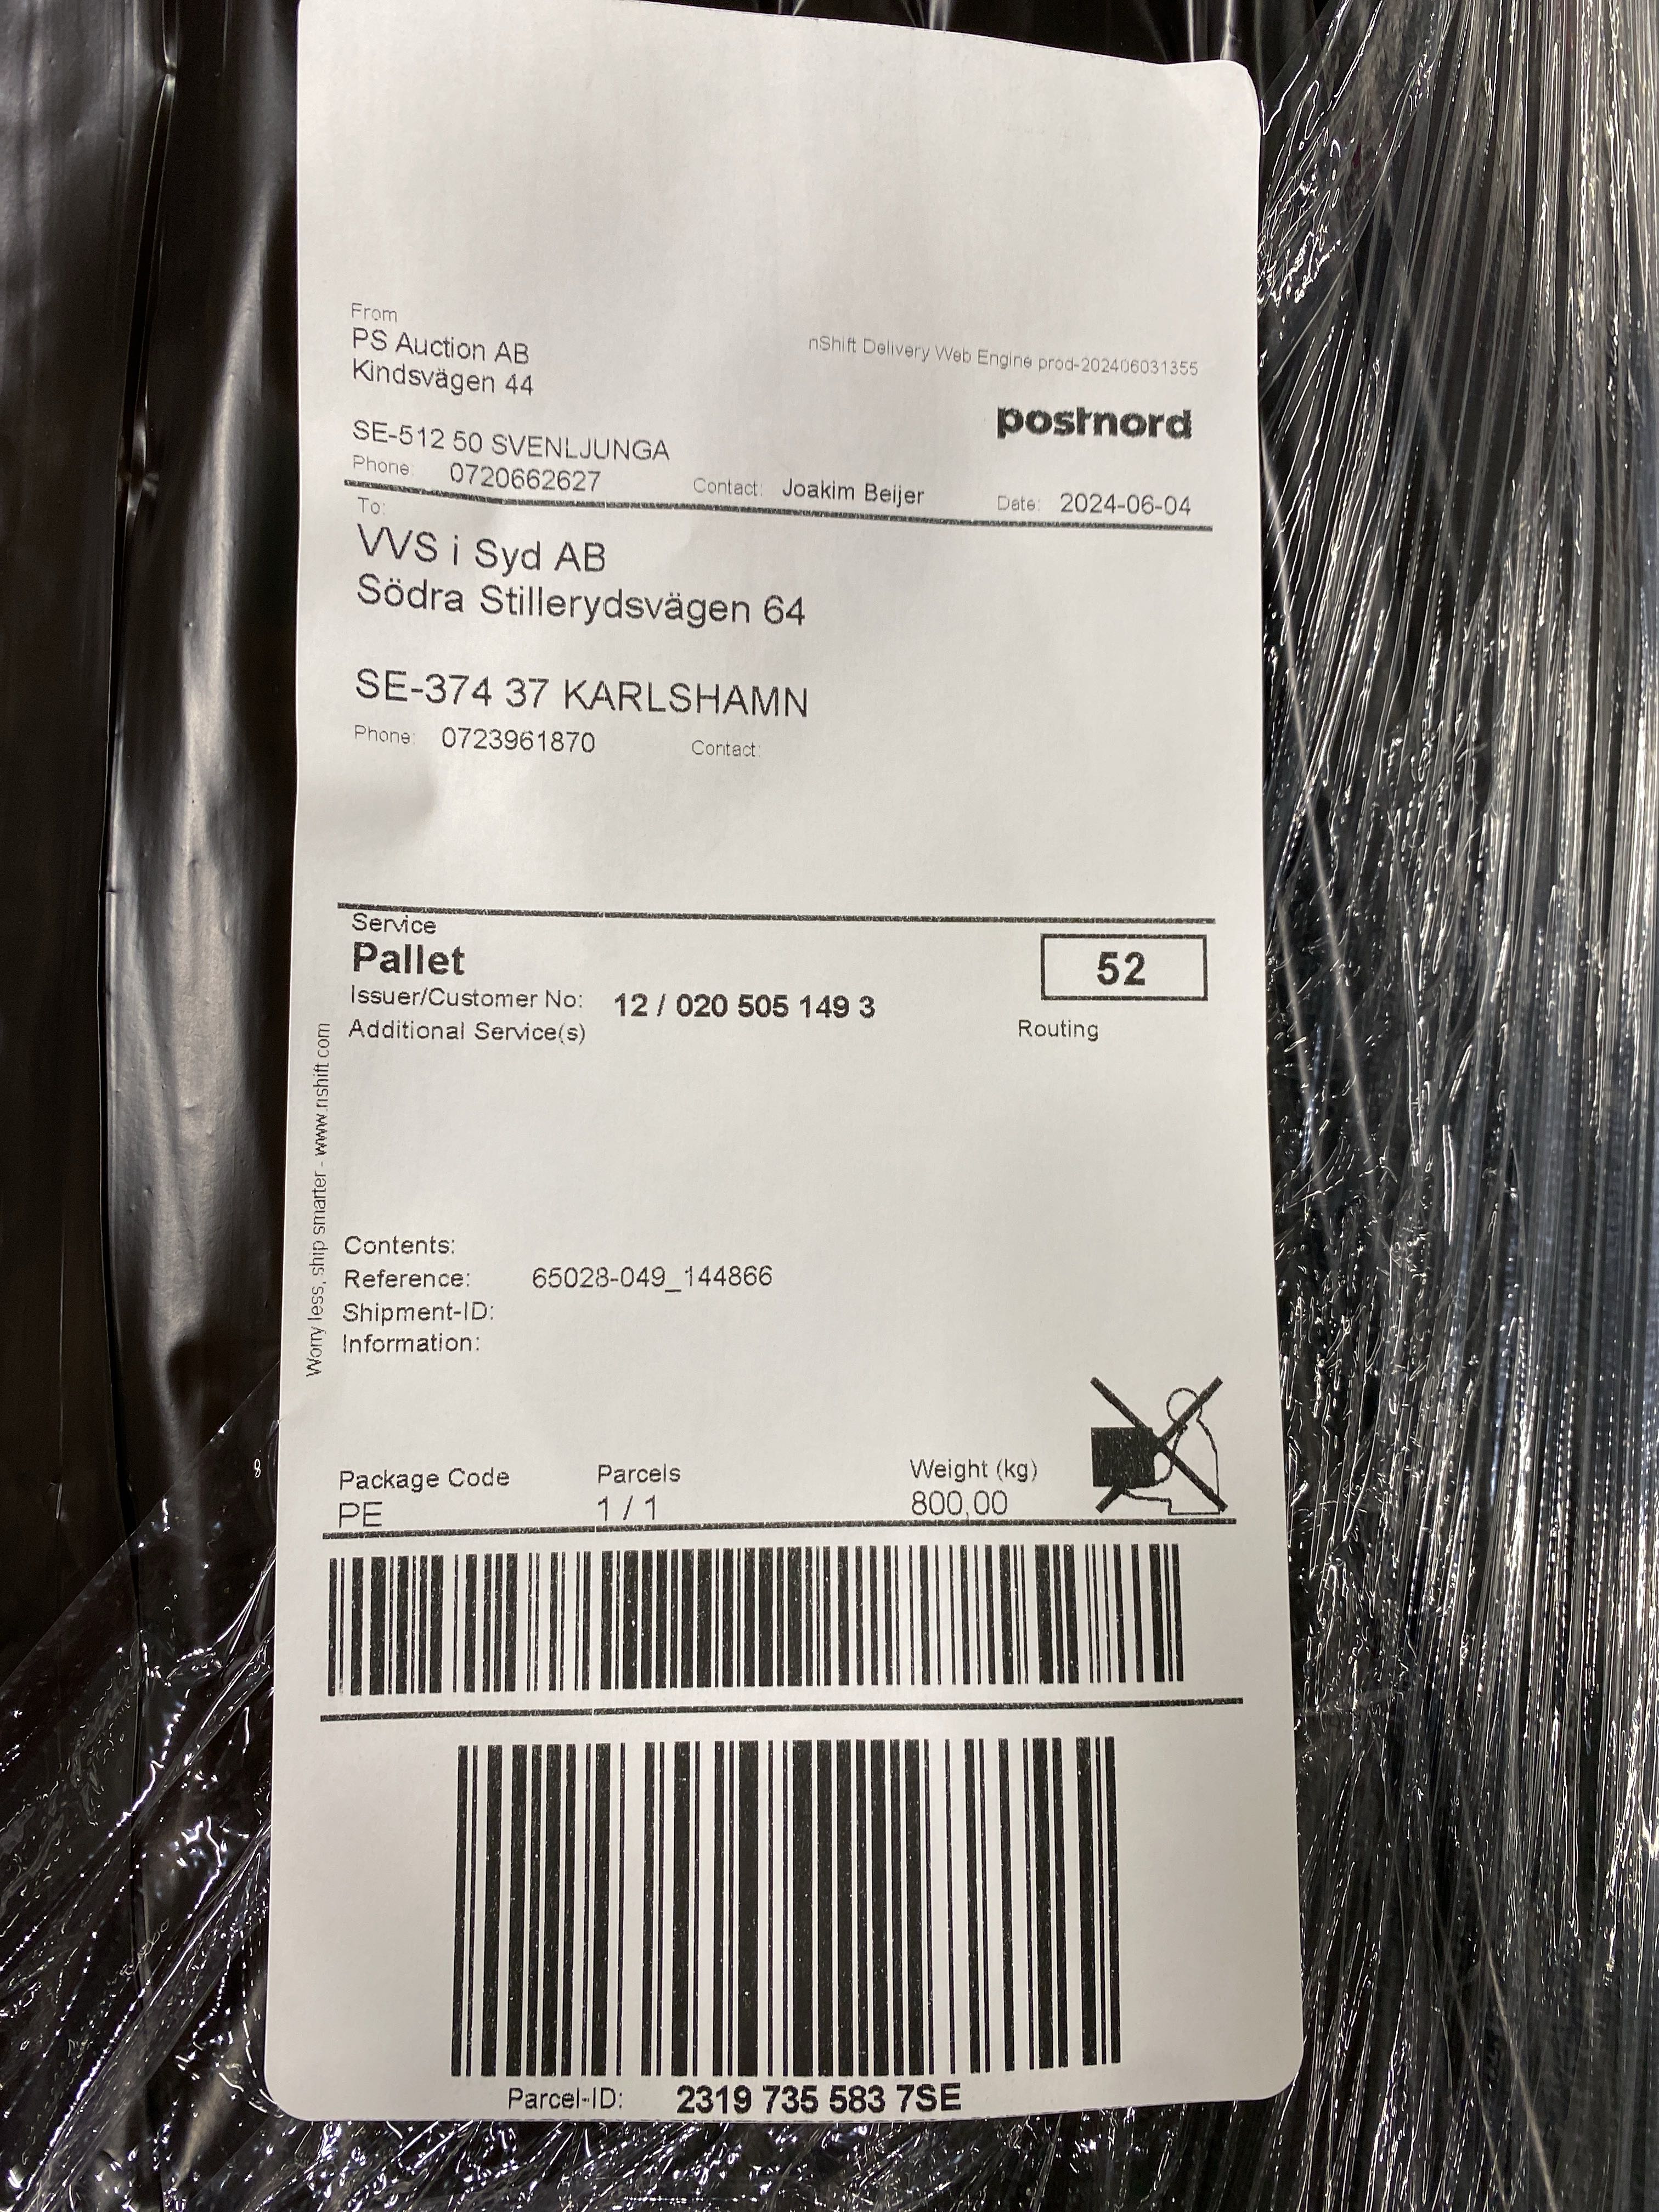 From
PS Auction AB
Kindsvägen 44
nShift Delivery Web Engine prod-202406031355
postnord
SE-512 50 SVENLJUNGA
Phone: 0720662627 Contact: Joakim Beijer Date: 2024-06-04
To:
VVS i Syd AB
Södra Stillerydsvägen 64
SE-374 37 KARLSHAMN
Phone: 0723961870 Contact:
Service
Pallet
52
Issuer/Customer No: 12 / 020 505 149 3
Additional Service(s)
Routing
Worry less, ship smarter - www.nshift.com
Contents:
Reference: 65028-049_144866
Shipment-ID:
Information:
Package Code Parcels Weight (kg)
PE 1 / 1 800,00
Parcel-ID: 2319 735 583 7SE